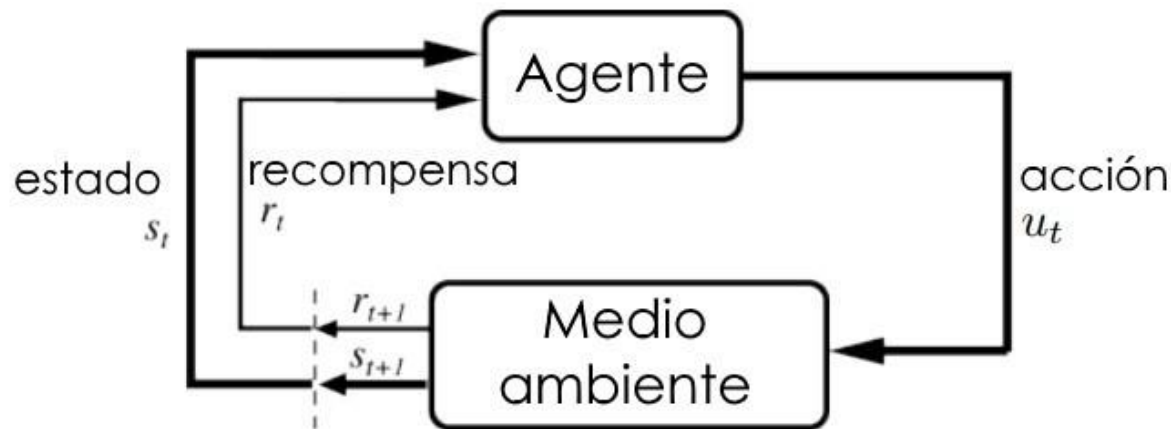 Agente
estado
s_t
recompensa
r_t
acción
u_t
r_{t+1}
s_{t+1}
Medio
ambiente